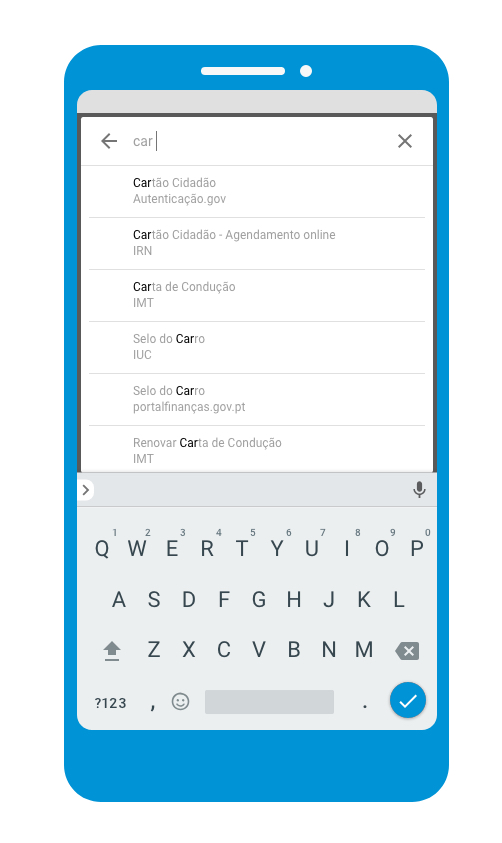 car
Cartão Cidadão
Autenticação.gov
Cartão Cidadão - Agendamento online
IRN
Carta de Condução
IMT
Selo do Carro
IUC
Selo do Carro
portalfinanças.gov.pt
Renovar Carta de Condução
IMT
1 2 3 4 5 6 7 8 9 0
Q W E R T Y U I O P
A S D F G H J K L
Z X C V B N M
?123 , .